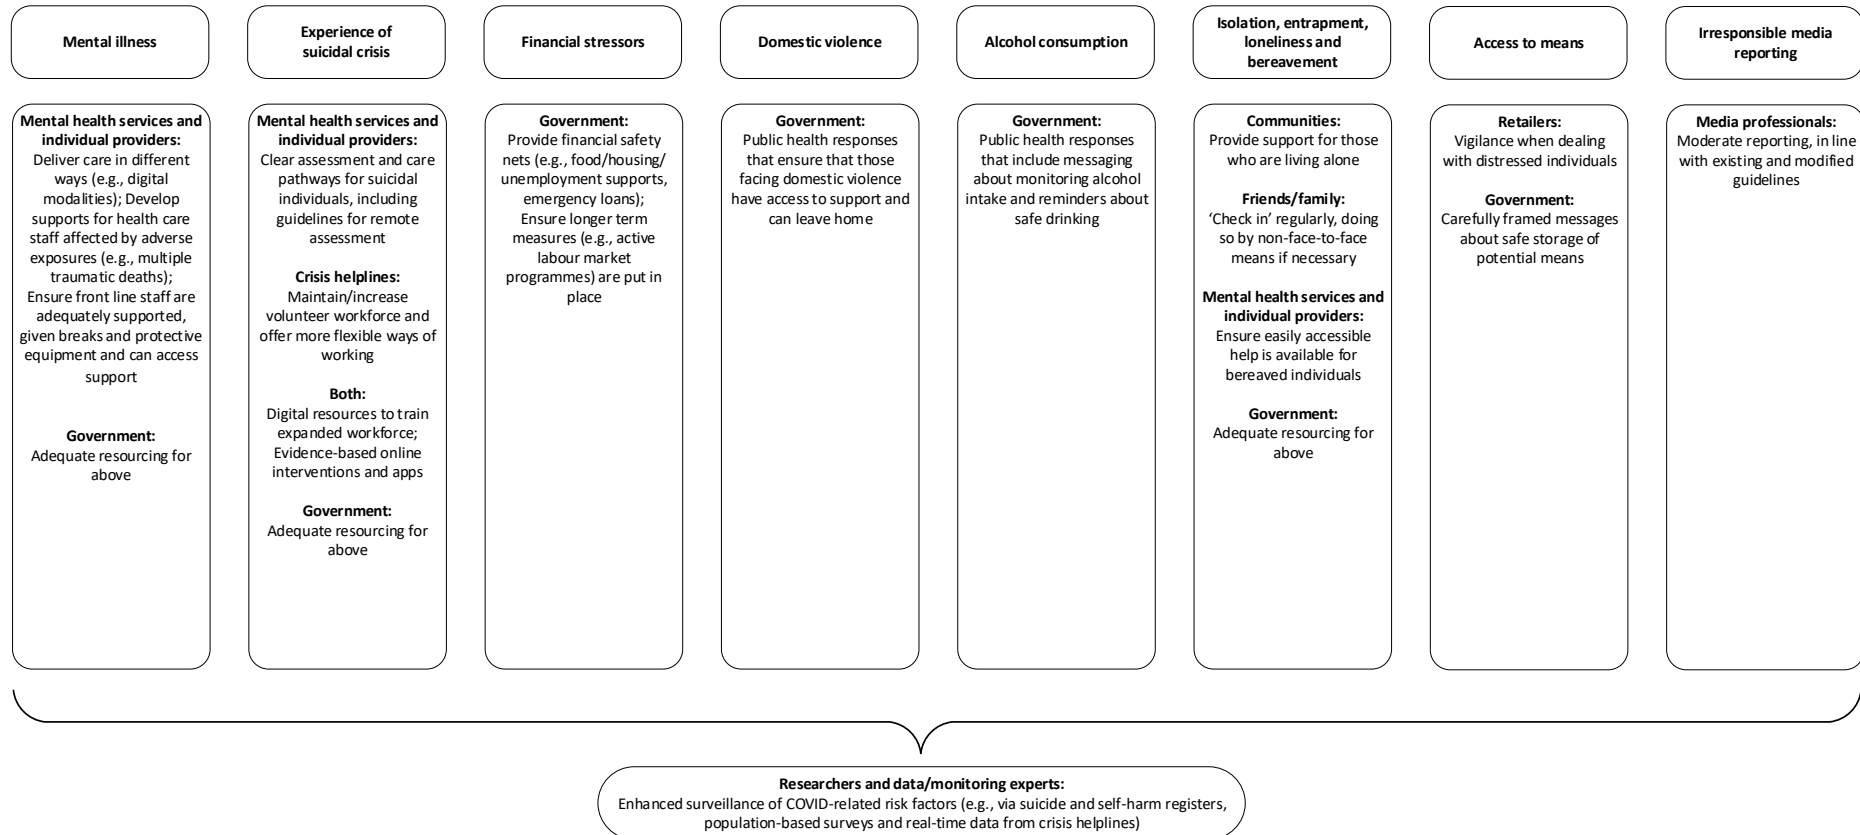 Mental illness
Experience of
suicidal crisis
Financial stressors
Domestic violence
Alcohol consumption
Isolation, entrapment,
loneliness and
bereavement
Access to means
Irresponsible media
reporting
Mental health services and
individual providers:
Deliver care in different
ways (e.g., digital
modalities); Develop
supports for health care
staff affected by adverse
exposures (e.g., multiple
traumatic deaths);
Ensure front line staff are
adequately supported,
given breaks and protective
equipment and can access
support
Government:
Adequate resourcing for
above
Mental health services and
individual providers:
Clear assessment and care
pathways for suicidal
individuals, including
guidelines for remote
assessment
Crisis helplines:
Maintain/increase
volunteer workforce and
offer more flexible ways of
working
Both:
Digital resources to train
expanded workforce;
Evidence-based online
interventions and apps
Government:
Adequate resourcing for
above
Government:
Provide financial safety
nets (e.g., food/housing/
unemployment supports,
emergency loans);
Ensure longer term
measures (e.g., active
labour market
programmes) are put in
place
Government:
Public health responses
that ensure that those
facing domestic violence
have access to support and
can leave home
Government:
Public health responses
that include messaging
about monitoring alcohol
intake and reminders about
safe drinking
Communities:
Provide support for those
who are living alone
Friends/family:
‘Check in’ regularly, doing
so by non-face-to-face
means if necessary
Mental health services and
individual providers:
Ensure easily accessible
help is available for
bereaved individuals
Government:
Adequate resourcing for
above
Retailers:
Vigilance when dealing
with distressed individuals
Government:
Carefully framed messages
about safe storage of
potential means
Media professionals:
Moderate reporting, in line
with existing and modified
guidelines
Researchers and data/monitoring experts:
Enhanced surveillance of COVID-related risk factors (e.g., via suicide and self-harm registers,
population-based surveys and real-time data from crisis helplines)